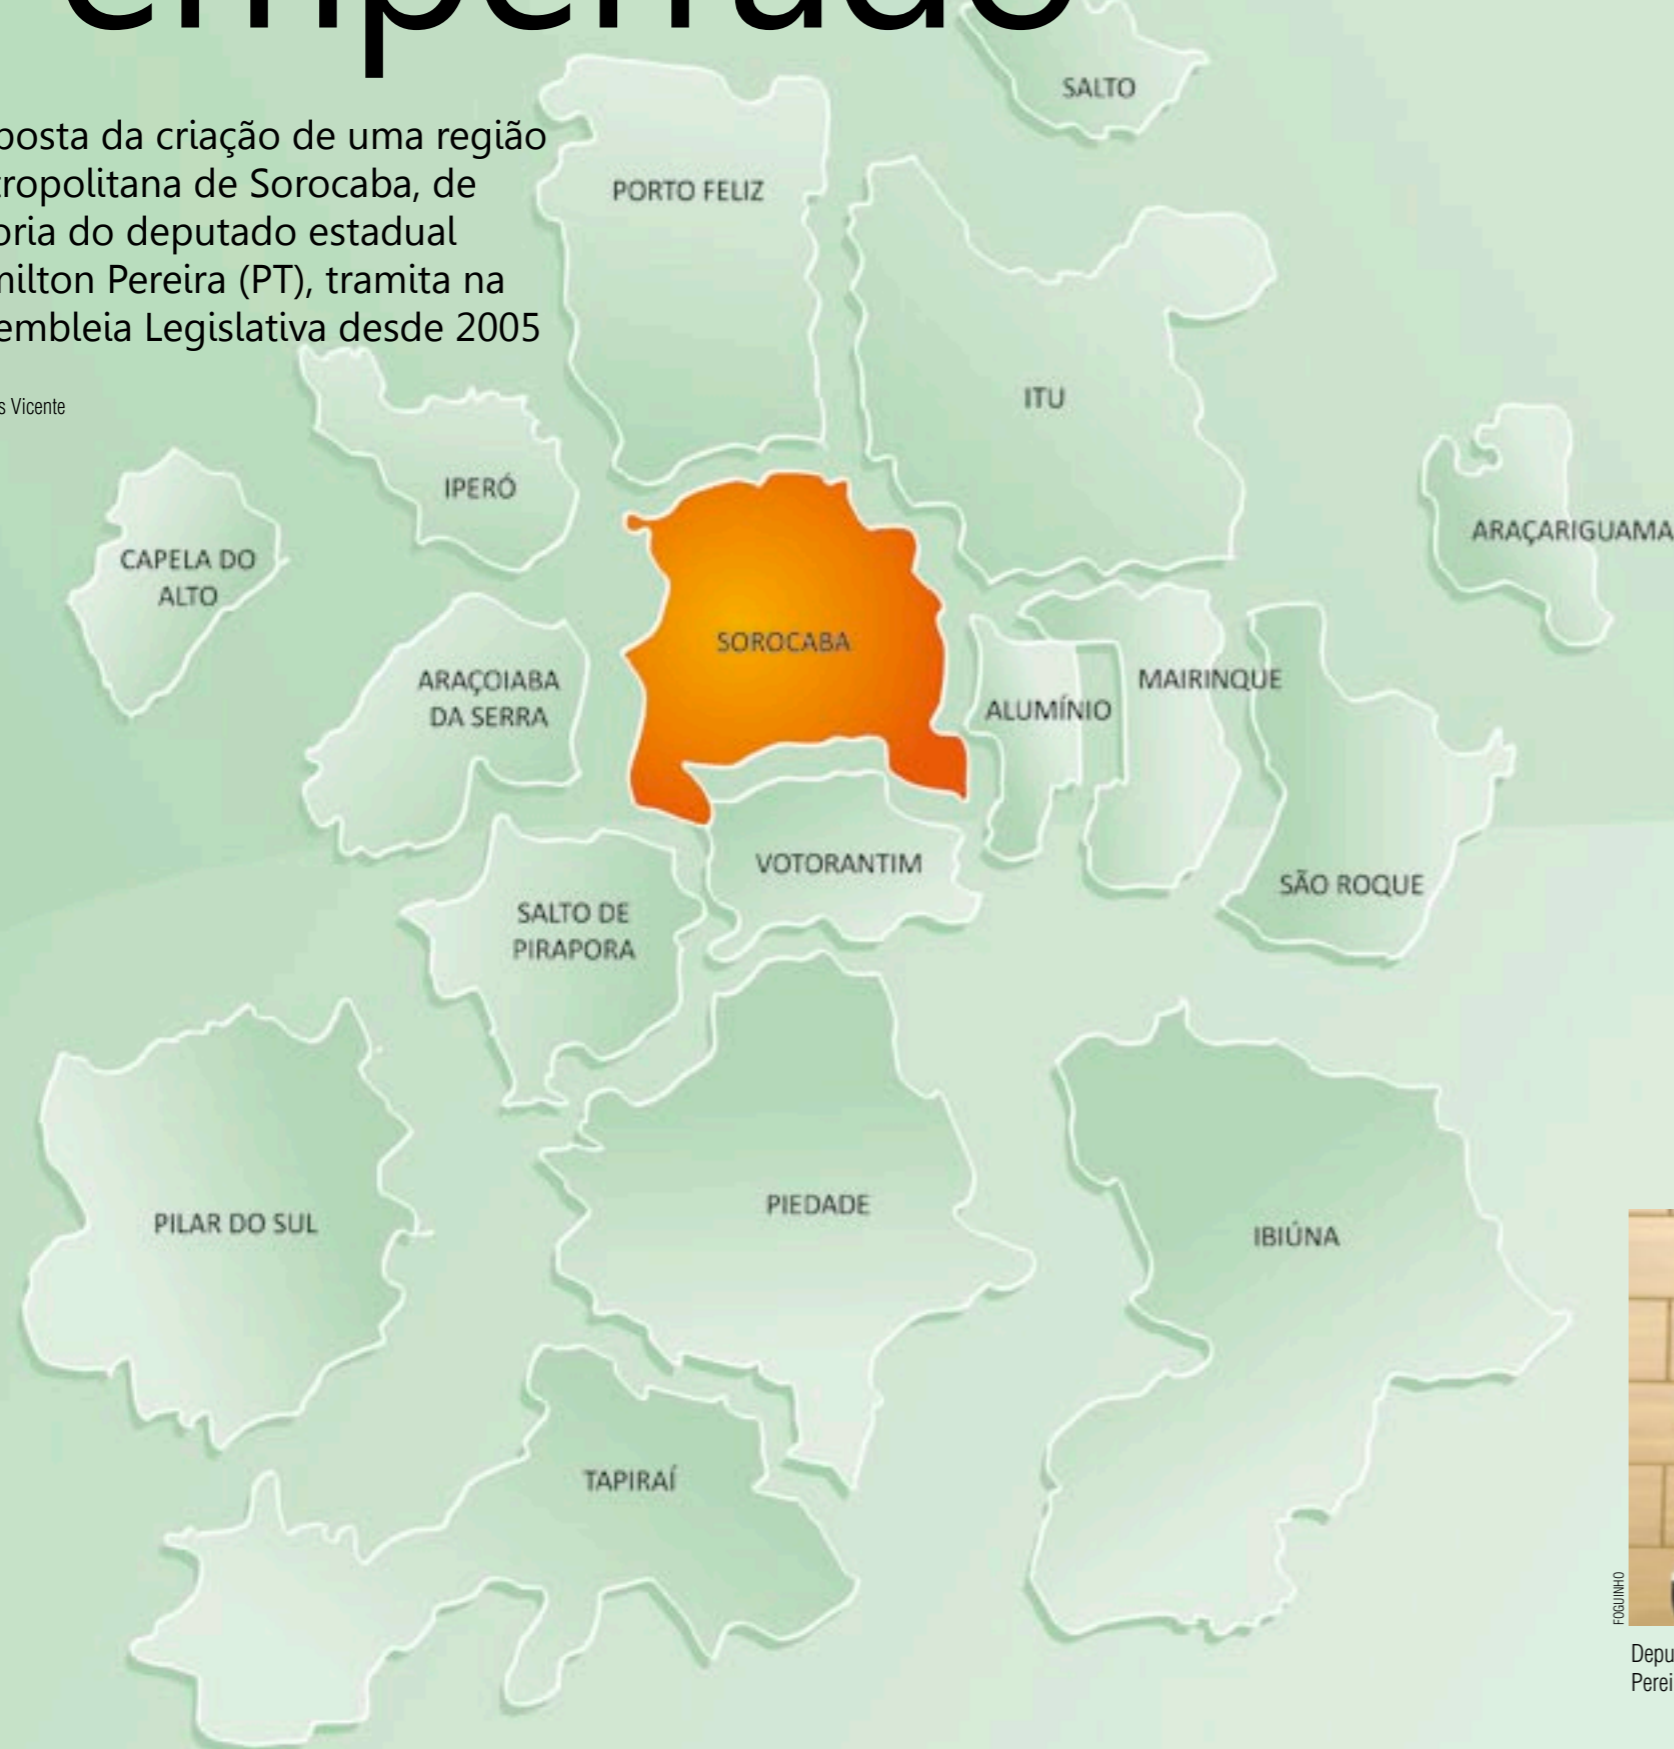 emperrado
posta da criação de uma região
ropolitana de Sorocaba, de
oria do deputado estadual
milton Pereira (PT), tramita na
embleia Legislativa desde 2005
s Vicente
SALTO
PORTO FELIZ
ITU
IPERÓ
ARAÇARIGUAMA
CAPELA DO
ALTO
SOROCABA
ARAÇOIABA
DA SERRA
MAIRINQUE
ALUMÍNIO
VOTORANTIM
SÃO ROQUE
SALTO DE
PIRAPORA
PIEDADE
PILAR DO SUL
IBIÚNA
TAPIRAÍ
FOGUINHO
Depu
Perei